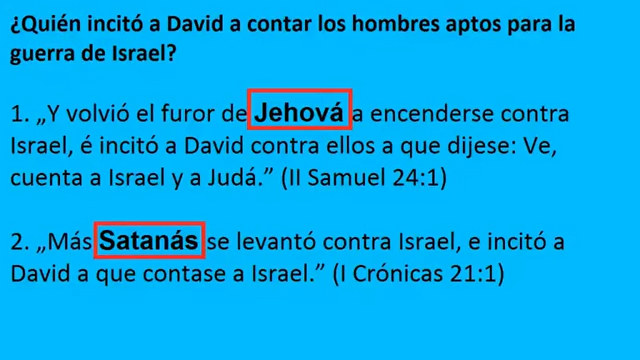 ¿Quién incitó a David a contar los hombres aptos para la
guerra de Israel?
1. „Y volvió el furor de Jehová a encenderse contra
Israel, é incitó a David contra ellos a que dijese: Ve,
cuenta a Israel y a Judá.” (II Samuel 24:1)
2. „Más Satanás se levantó contra Israel, e incitó a
David a que contase a Israel.” (I Crónicas 21:1)